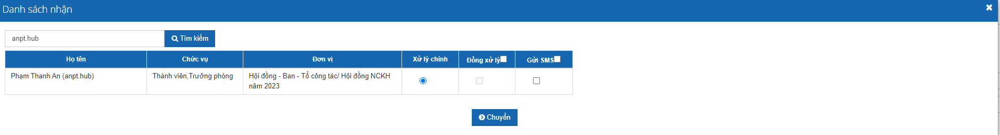 Danh sách nhận
anpt.hub
Tìm kiếm
Họ tên
Chức vụ
Đơn vị
Xử lý chính
Đồng xử lý
Gửi SMS
Phạm Thanh An (anpt.hub)
Thành viên,Trưởng phòng
Hội đồng - Ban - Tổ công tác/ Hội đồng NCKH
năm 2023
Chuyển